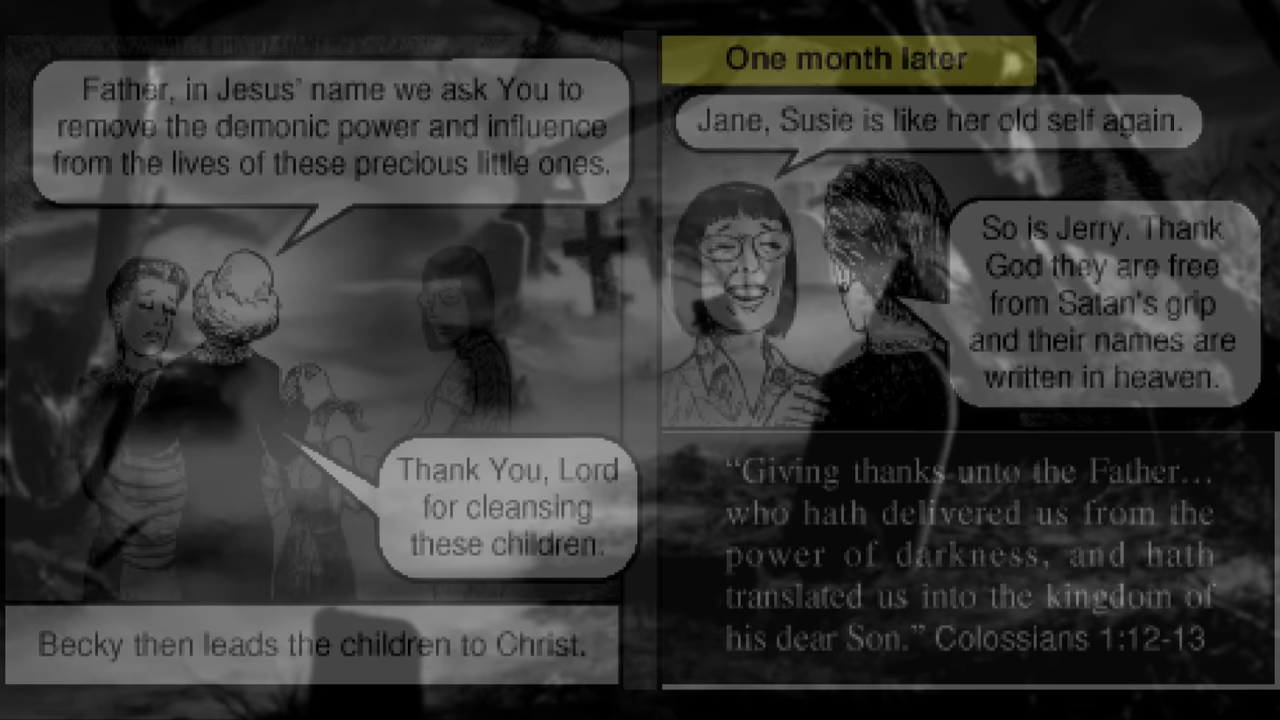 Father, in Jesus' name we ask You to
remove the demonic power and influence
from the lives of these precious little ones.
Thank You, Lord
for cleansing
these children.
Becky then leads the children to Christ.
One month later
Jane, Susie is like her old self again.
So is Jerry. Thank
God they are free
from Satan's grip
and their names are
written in heaven.
“Giving thanks unto the Father...
who hath delivered us from the
power of darkness, and hath
translated us into the kingdom of
his dear Son.” Colossians 1:12-13